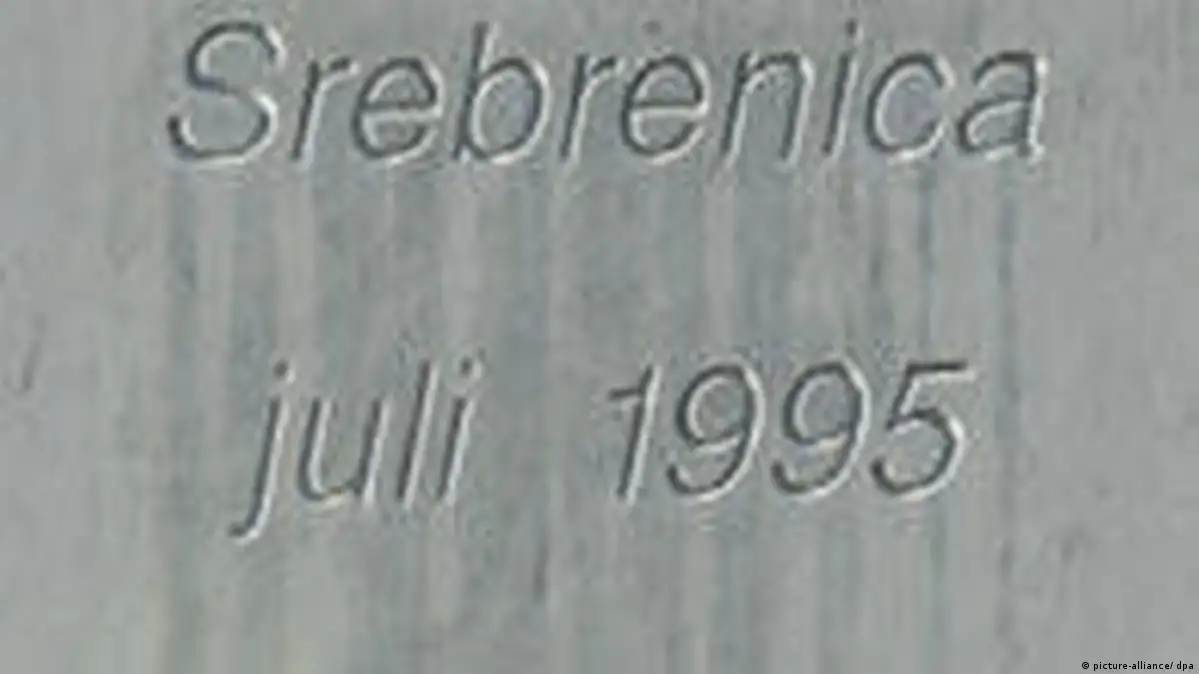 Srebrenica
juli 1995
© picture-alliance/ dpa